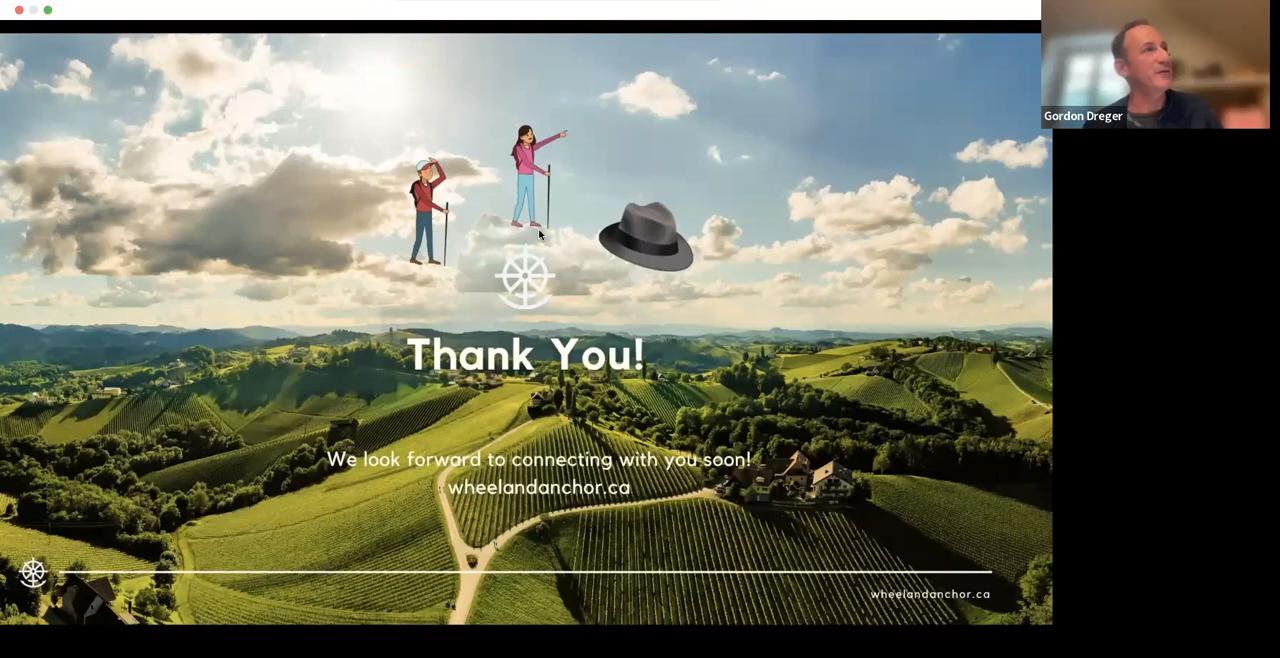 Gordon Dreger
Thank You!
We look forward to connecting with you soon!
wheelandanchor.ca
wheelandanchor.ca